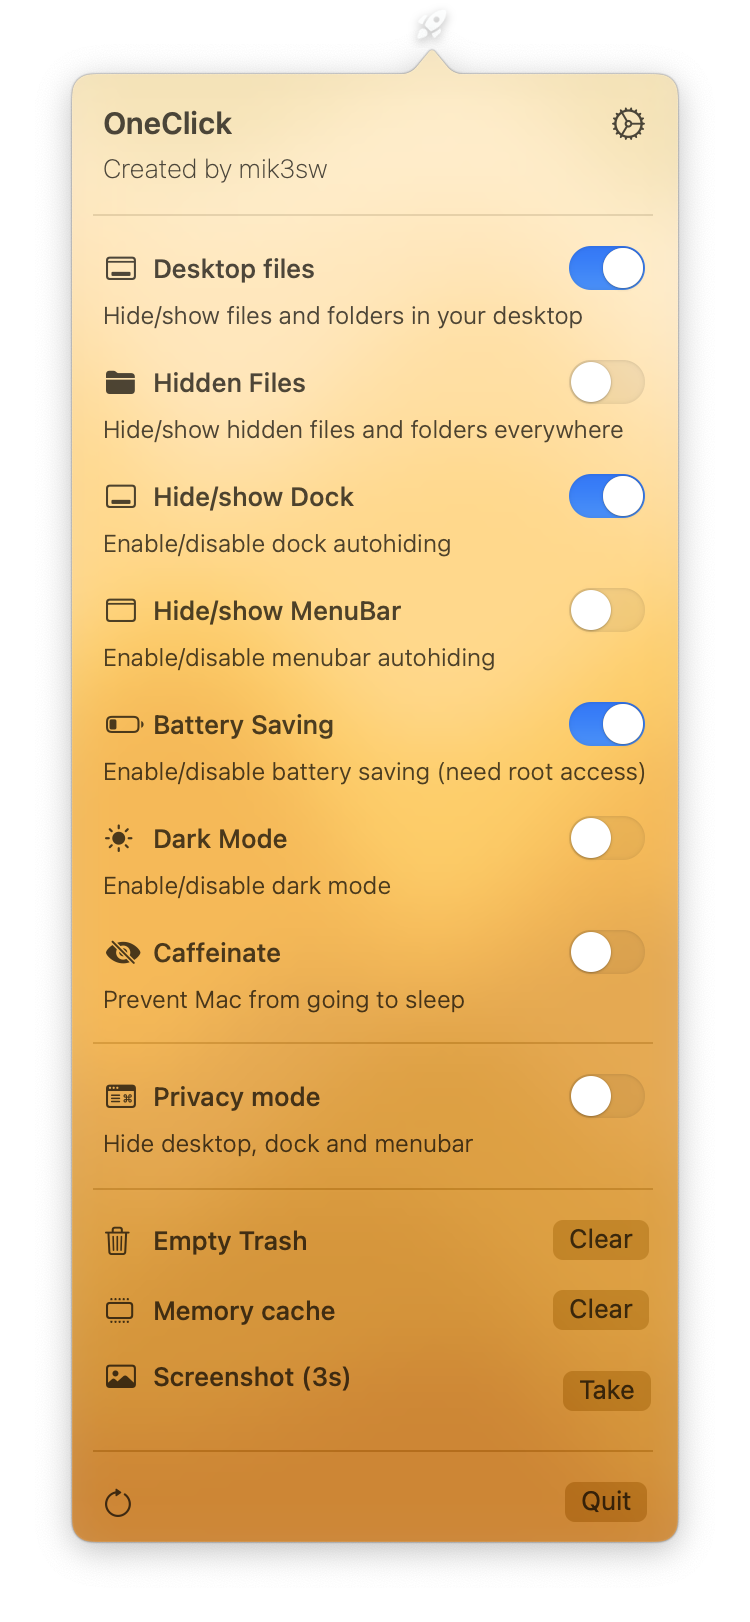 OneClick
Created by mik3sw
Desktop files
Hide/show files and folders in your desktop
Hidden Files
Hide/show hidden files and folders everywhere
Hide/show Dock
Enable/disable dock autohiding
Hide/show MenuBar
Enable/disable menubar autohiding
Battery Saving
Enable/disable battery saving (need root access)
Dark Mode
Enable/disable dark mode
Caffeinate
Prevent Mac from going to sleep
Privacy mode
Hide desktop, dock and menubar
Empty Trash Clear
Memory cache Clear
Screenshot (3s) Take
Quit